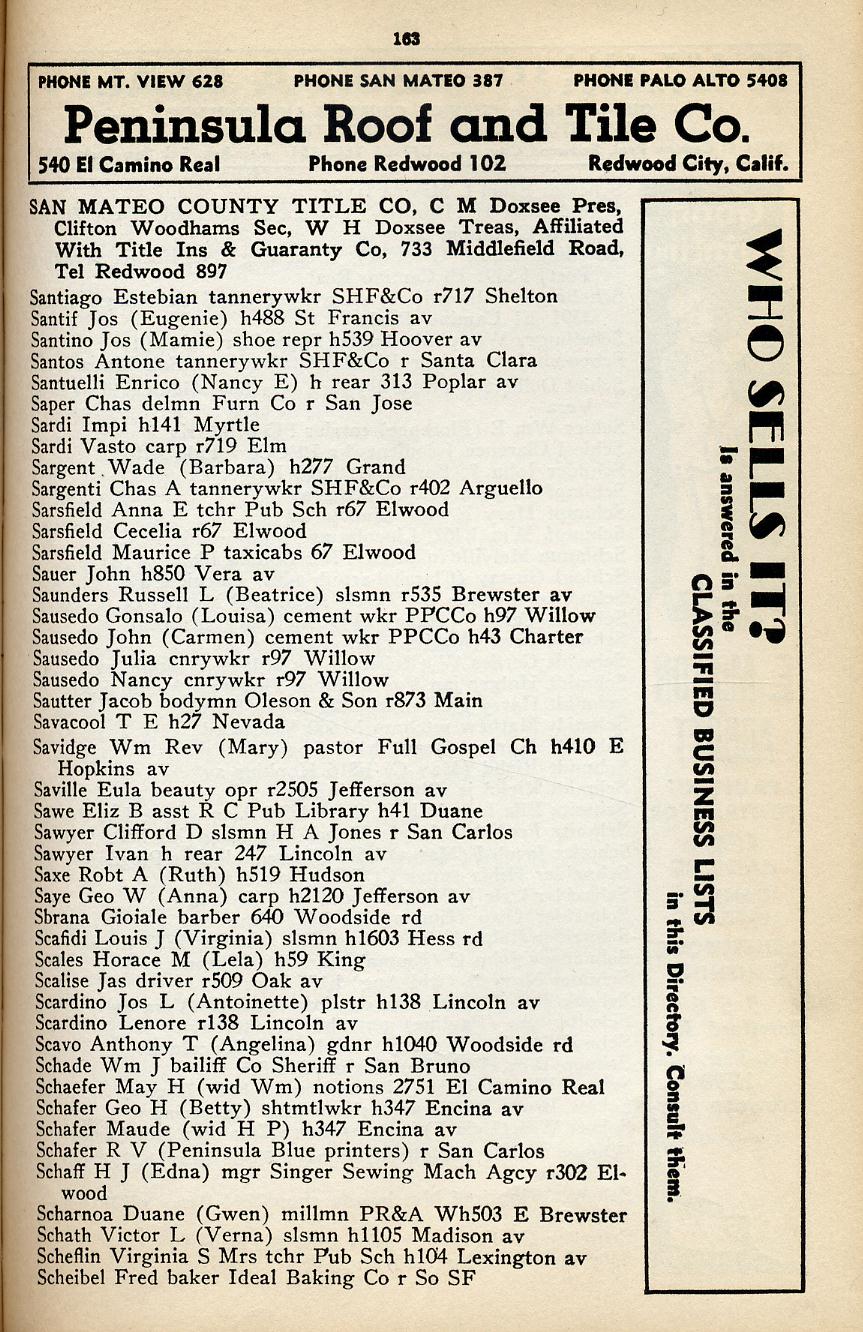 163
PHONE MT. VIEW 628 PHONE SAN MATEO 387 PHONE PALO ALTO 5408
Peninsula Roof and Tile Co.
540 El Camino Real Phone Redwood 102 Redwood City, Calif.
SAN MATEO COUNTY TITLE CO, C M Doxsee Pres,
Clifton Woodhams Sec, W H Doxsee Treas, Affiliated
With Title Ins & Guaranty Co, 733 Middlefield Road,
Tel Redwood 897
Santiago Estebian tannerywkr SHF&Co r717 Shelton
Santif Jos (Eugenie) h488 St Francis av
Santino Jos (Mamie) shoe repr h539 Hoover av
Santos Antone tannerywkr SHF&Co r Santa Clara
Santuelli Enrico (Nancy E) h rear 313 Poplar av
Saper Chas delmn Furn Co r San Jose
Sardi Impi h141 Myrtle
Sardi Vasto carp r719 Elm
Sargent Wade (Barbara) h277 Grand
Sargenti Chas A tannerywkr SHF&Co r402 Arguello
Sarsfield Anna E tchr Pub Sch r67 Elwood
Sarsfield Cecelia r67 Elwood
Sarsfield Maurice P taxicabs 67 Elwood
Sauer John h850 Vera av
Saunders Russell L (Beatrice) slsmn r535 Brewster av
Sausedo Gonsalo (Louisa) cement wkr PPCCo h97 Willow
Sausedo John (Carmen) cement wkr PPCCo h43 Charter
Sausedo Julia cnrywkr r97 Willow
Sausedo Nancy cnrywkr r97 Willow
Sautter Jacob bodymn Oleson & Son r873 Main
Savacool T E h27 Nevada
Savidge Wm Rev (Mary) pastor Full Gospel Ch h410 E
Hopkins av
Saville Eula beauty opr r2505 Jefferson av
Sawe Eliz B asst R C Pub Library h41 Duane
Sawyer Clifford D slsmn H A Jones r San Carlos
Sawyer Ivan h rear 247 Lincoln av
Saxe Robt A (Ruth) h519 Hudson
Saye Geo W (Anna) carp h2120 Jefferson av
Sbrana Gioiale barber 640 Woodside rd
Scafidi Louis J (Virginia) slsmn h1603 Hess rd
Scales Horace M (Lela) h59 King
Scalise Jas driver r509 Oak av
Scardino Jos L (Antoinette) plstr h138 Lincoln av
Scardino Lenore r138 Lincoln av
Scavo Anthony T (Angelina) gdnr h1040 Woodside rd
Schade Wm J bailiff Co Sheriff r San Bruno
Schaefer May H (wid Wm) notions 2751 El Camino Real
Schafer Geo H (Betty) shtmtlwkr h347 Encina av
Schafer Maude (wid H P) h347 Encina av
Schafer R V (Peninsula Blue printers) r San Carlos
Schaff H J (Edna) mgr Singer Sewing Mach Agcy r302 El-
wood
Scharnoa Duane (Gwen) millmn PR&A Wh503 E Brewster
Schath Victor L (Verna) slsmn h1105 Madison av
Scheflin Virginia S Mrs tchr Pub Sch h104 Lexington av
Scheibel Fred baker Ideal Baking Co r So SF
WHO SELLS IT?
Is answered in the
CLASSIFIED BUSINESS LISTS
in this Directory. Consult them.